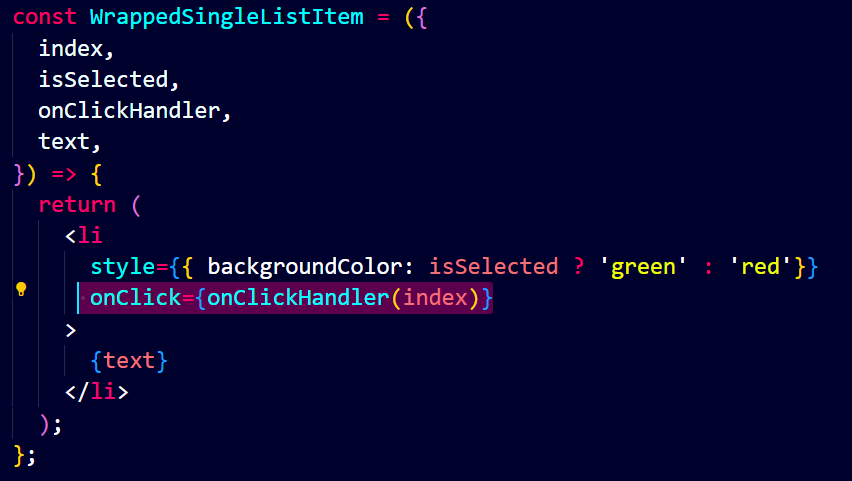 const WrappedSingleListItem = ({
  index,
  isSelected,
  onClickHandler,
  text,
}) => {
  return (
    <li
      style={{ backgroundColor: isSelected ? 'green' : 'red'}}
      onClick={onClickHandler(index)}
    >
      {text}
    </li>
  );
};